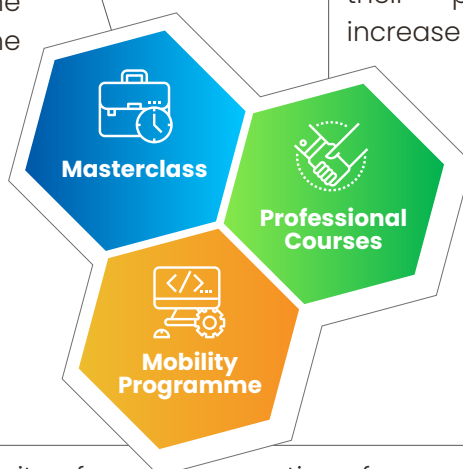 increase
Masterclass
Professional
Courses
</>...
Mobility
Programme